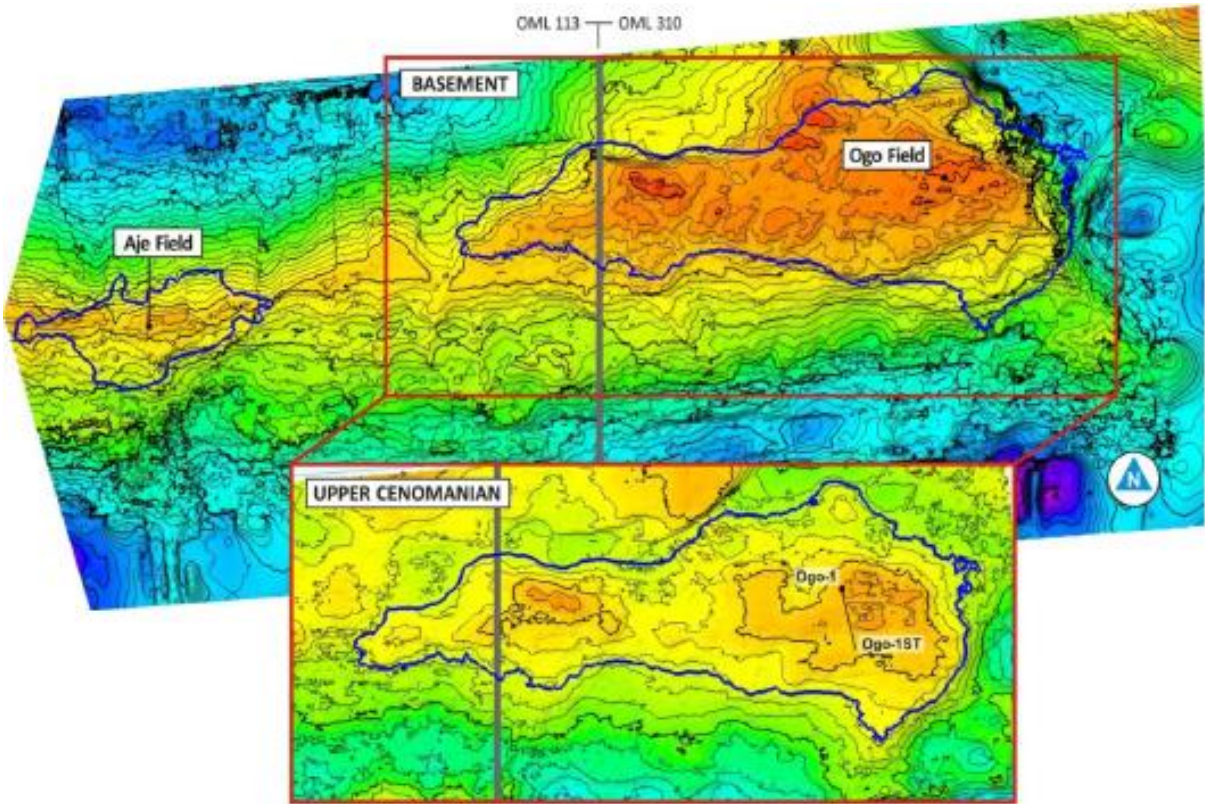 OML 113 OML 310
BASEMENT
Ogo Field
Aje Field
N
UPPER CENOMANIAN
Ogo-1
Ogo-1ST